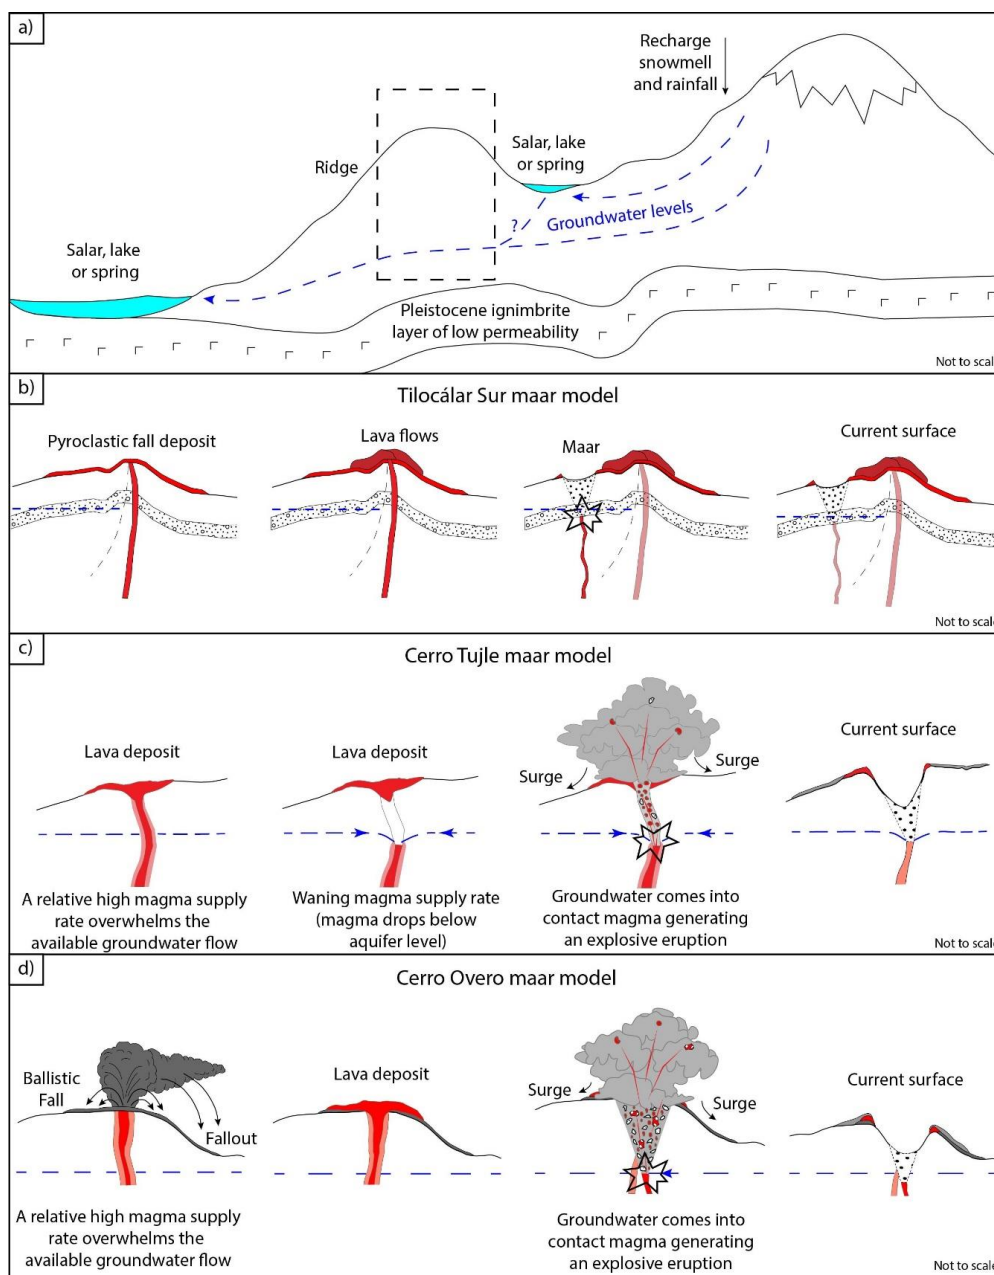 a)
Recharge
snowmell
and rainfall
Salar, lake
or spring
Ridge
?
Groundwater levels
Salar, lake
or spring
Pleistocene ignimbrite
layer of low permeability
Not to scale
b)
Tilocálar Sur maar model
Pyroclastic fall deposit
Lava flows
Maar
Current surface
Not to scale
c)
Cerro Tujle maar model
Lava deposit
Lava deposit
Surge
Surge
Current surface
A relative high magma supply
rate overwhelms the
available groundwater flow
Waning magma supply rate
(magma drops below
aquifer level)
Groundwater comes into
contact magma generating
an explosive eruption
Not to scale
d)
Cerro Overo maar model
Ballistic
Fall
Fallout
Lava deposit
Surge
Surge
Current surface
A relative high magma supply
rate overwhelms the
available groundwater flow
Groundwater comes into
contact magma generating
an explosive eruption
Not to scale